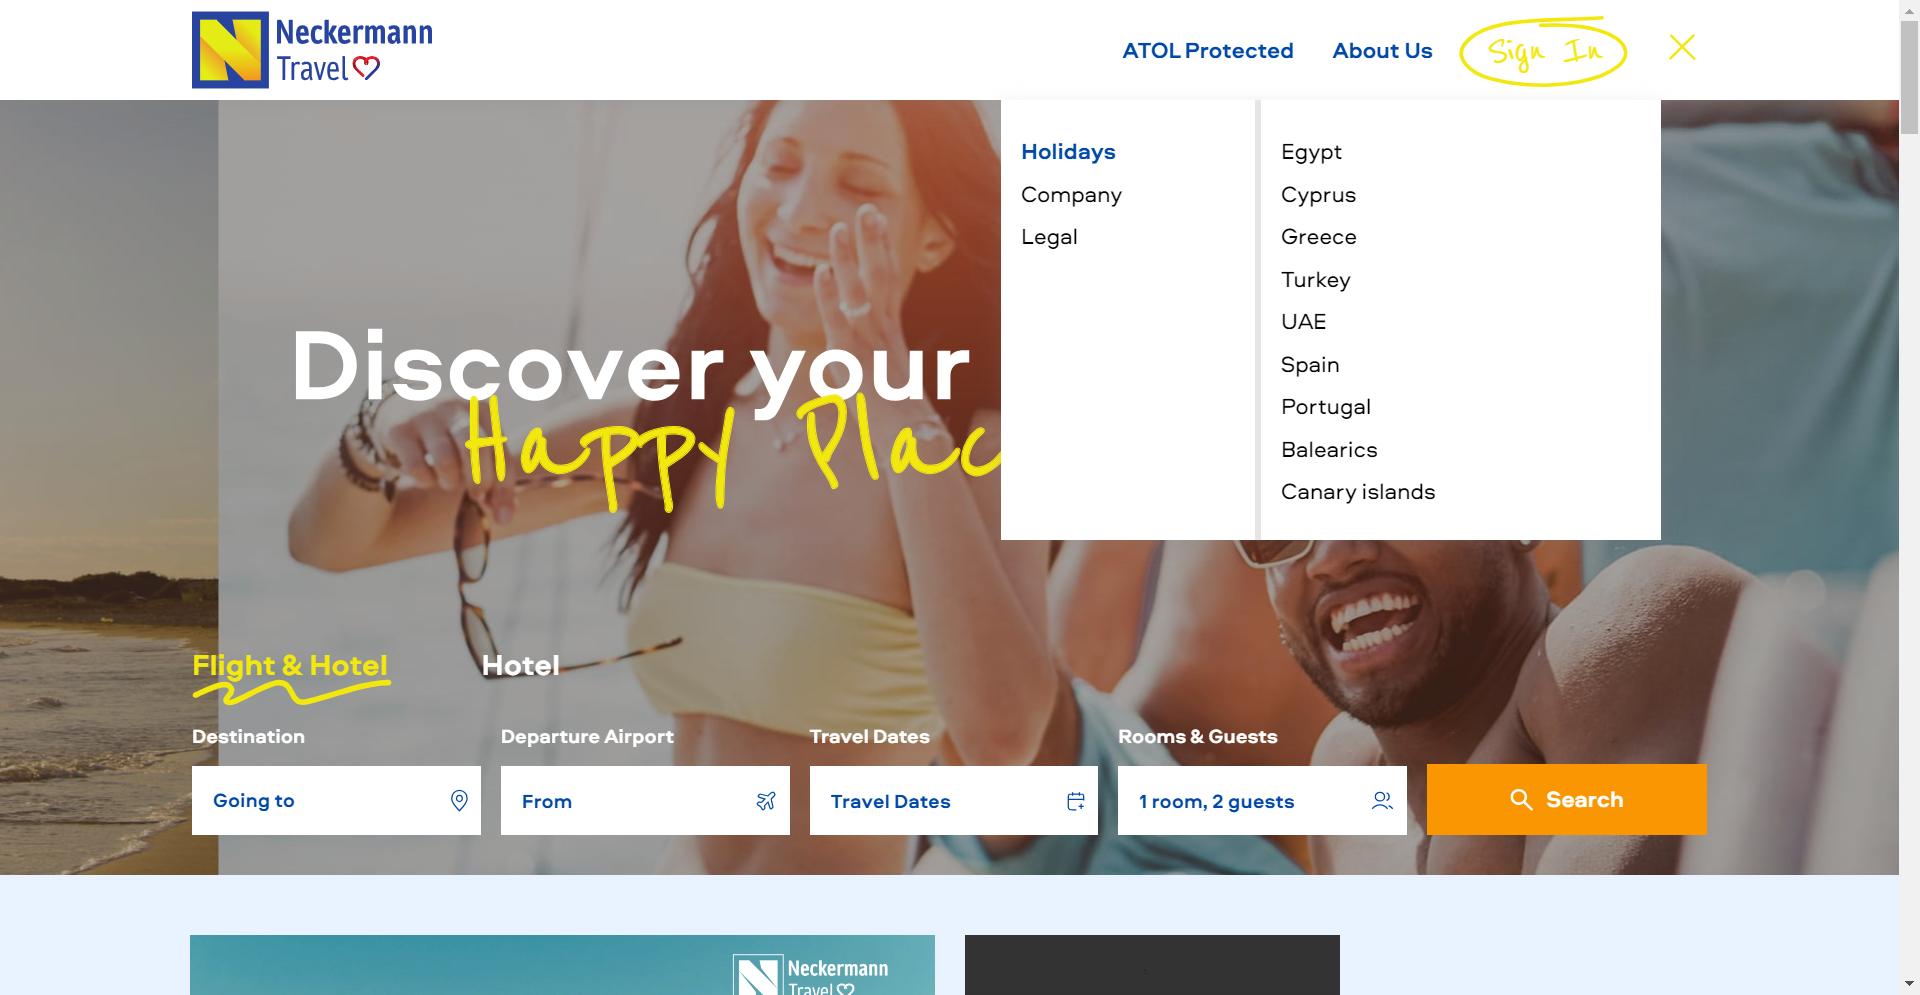 Neckermann
Travel
ATOL Protected
About Us
Sign In
Holidays
Company
Legal
Egypt
Cyprus
Greece
Turkey
UAE
Spain
Portugal
Balearics
Canary islands
Discover your
Happy Plac
Flight & Hotel
Hotel
Destination
Departure Airport
Travel Dates
Rooms & Guests
Going to
From
Travel Dates
1 room, 2 guests
Search
Neckermann
Travel